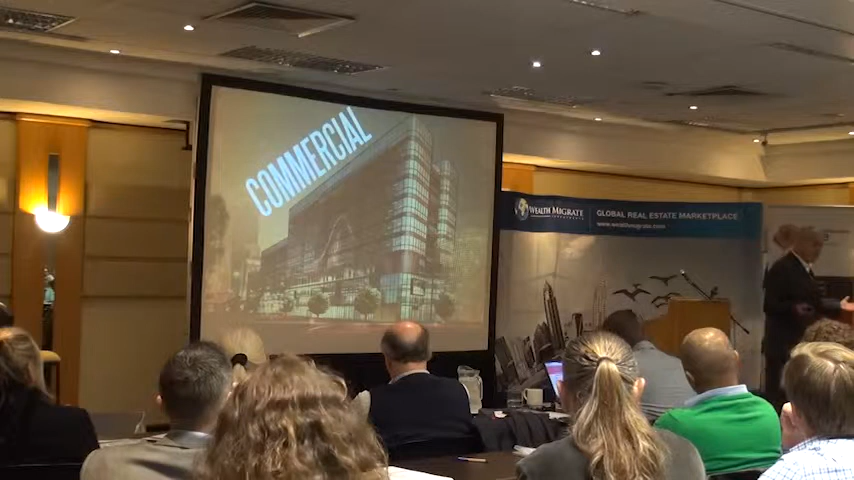 COMMERCIAL
WEALTH MIGRATE
GLOBAL REAL ESTATE MARKETPLACE
www.wealthmigrate.com